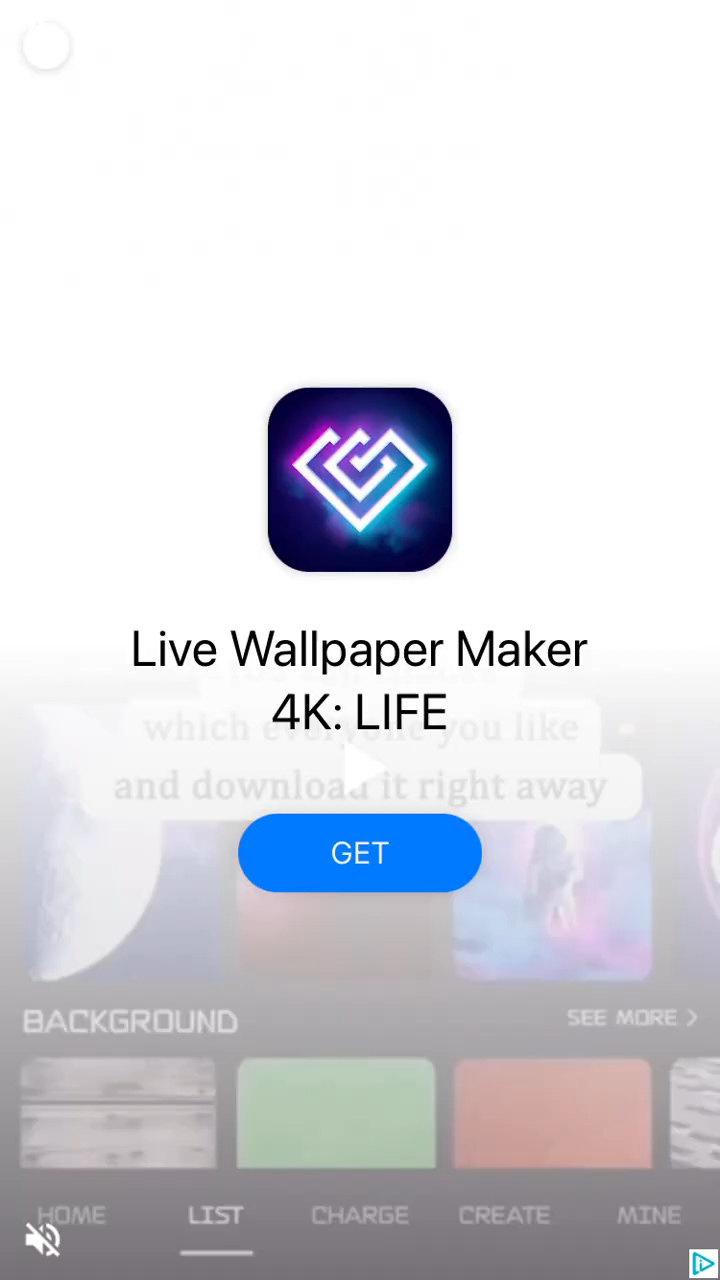 Live Wallpaper Maker
4K: LIFE
which everyone you like
and download it right away
GET
BACKGROUND
SEE MORE >
HOME
LIST
CHARGE
CREATE
MINE